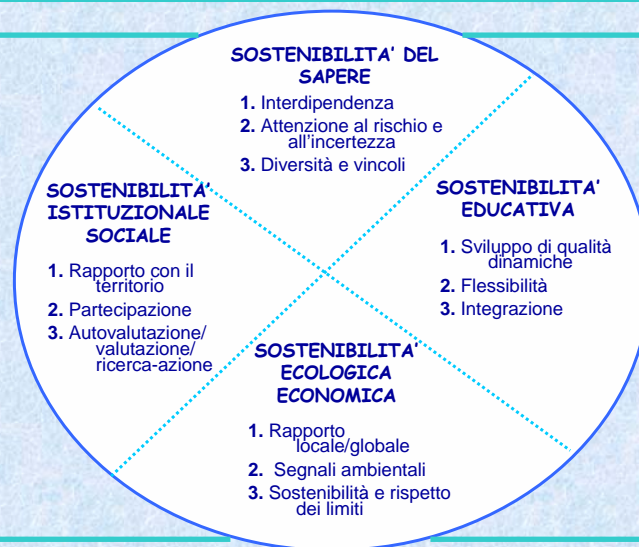 SOSTENIBILITA’ DEL
SAPERE
1. Interdipendenza
2. Attenzione al rischio e
all’incertezza
3. Diversità e vincoli
SOSTENIBILITA’
ISTITUZIONALE
SOCIALE
1. Rapporto con il
territorio
2. Partecipazione
3. Autovalutazione/
valutazione/
ricerca-azione
SOSTENIBILITA’
EDUCATIVA
1. Sviluppo di qualità
dinamiche
2. Flessibilità
3. Integrazione
SOSTENIBILITA’
ECOLOGICA
ECONOMICA
1. Rapporto
locale/globale
2. Segnali ambientali
3. Sostenibilità e rispetto
dei limiti